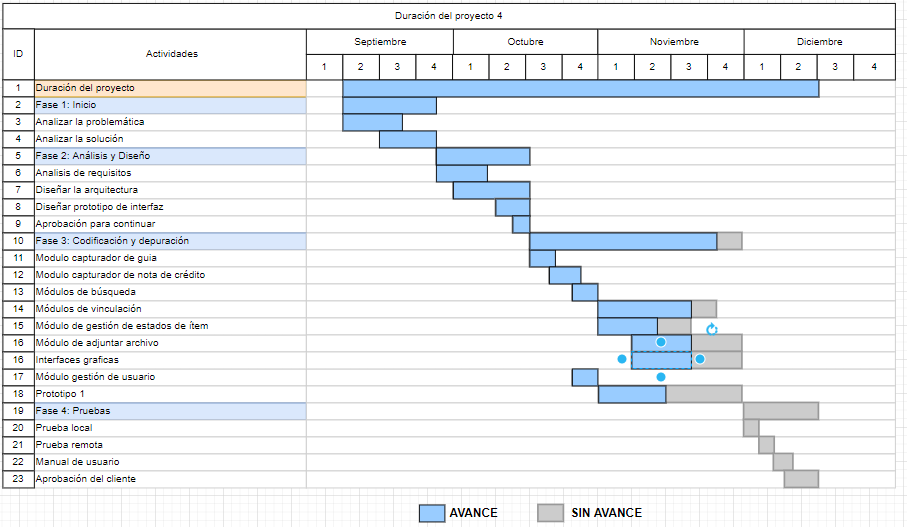 Duración del proyecto 4
ID Actividades Septiembre Octubre Noviembre Diciembre
1 2 3 4 1 2 3 4 1 2 3 4 1 2 3 4
1 Duración del proyecto
2 Fase 1: Inicio
3 Analizar la problemática
4 Analizar la solución
5 Fase 2: Análisis y Diseño
6 Analisis de requisitos
7 Diseñar la arquitectura
8 Diseñar prototipo de interfaz
9 Aprobación para continuar
10 Fase 3: Codificación y depuración
11 Modulo capturador de guia
12 Modulo capturador de nota de crédito
13 Módulos de búsqueda
14 Módulos de vinculación
15 Módulo de gestión de estados de ítem
16 Módulo de adjuntar archivo
16 Interfaces graficas
17 Módulo gestión de usuario
18 Prototipo 1
19 Fase 4: Pruebas
20 Prueba local
21 Prueba remota
22 Manual de usuario
23 Aprobación del cliente
AVANCE SIN AVANCE